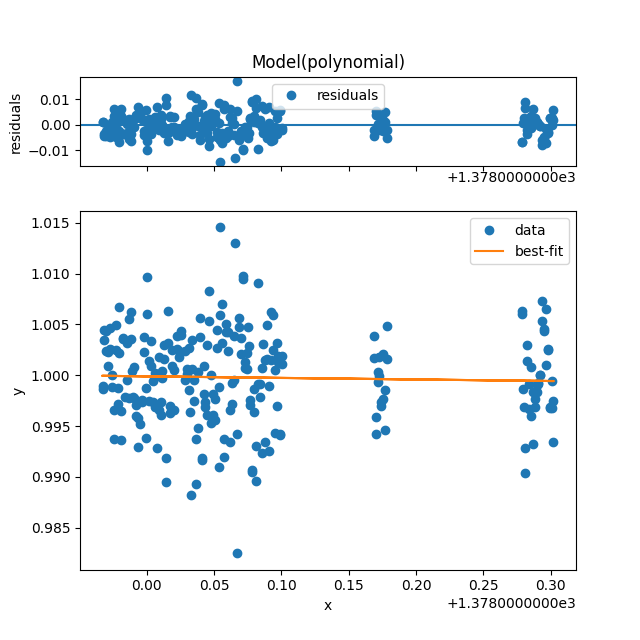 Model(polynomial)
residuals
0.01
0.00
−0.01
residuals
+1.3780000000e3
1.015
1.010
1.005
1.000
0.995
0.990
0.985
y
data
best-fit
0.00
0.05
0.10
0.15
0.20
0.25
0.30
x
+1.3780000000e3